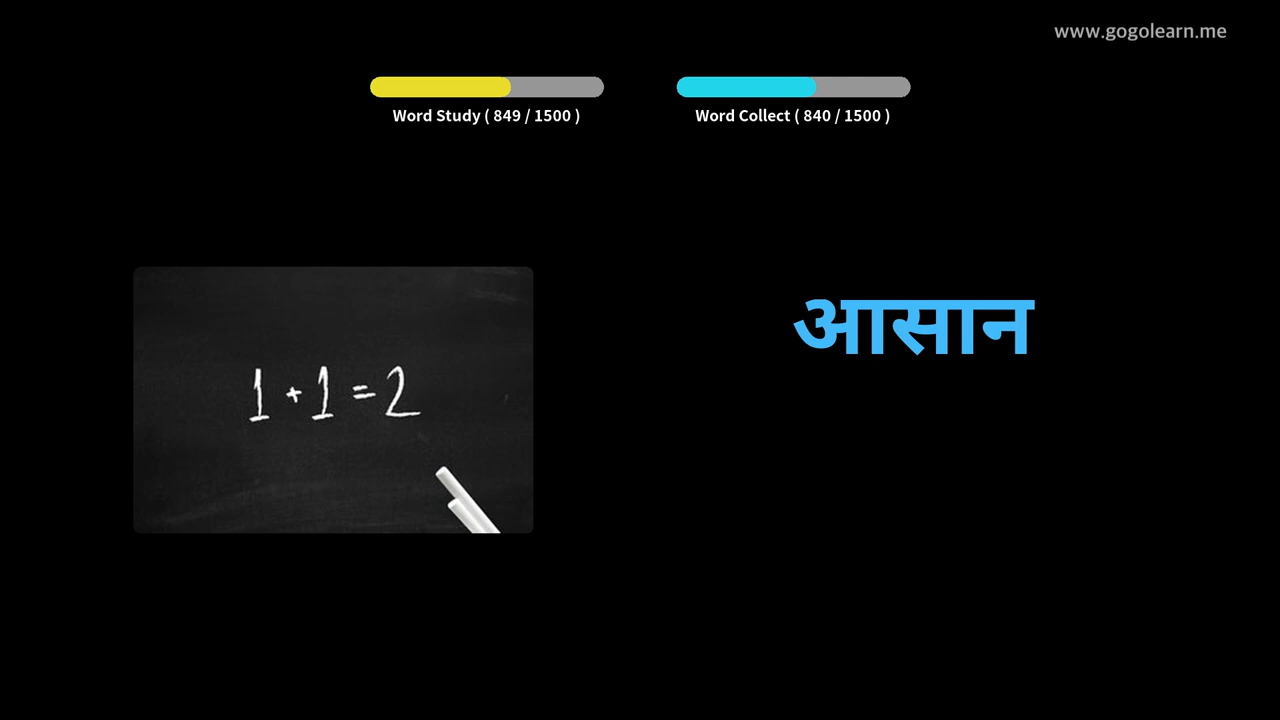 www.gogolearn.me
Word Study ( 849 / 1500 )
Word Collect ( 840 / 1500 )
1 + 1 = 2
आसान